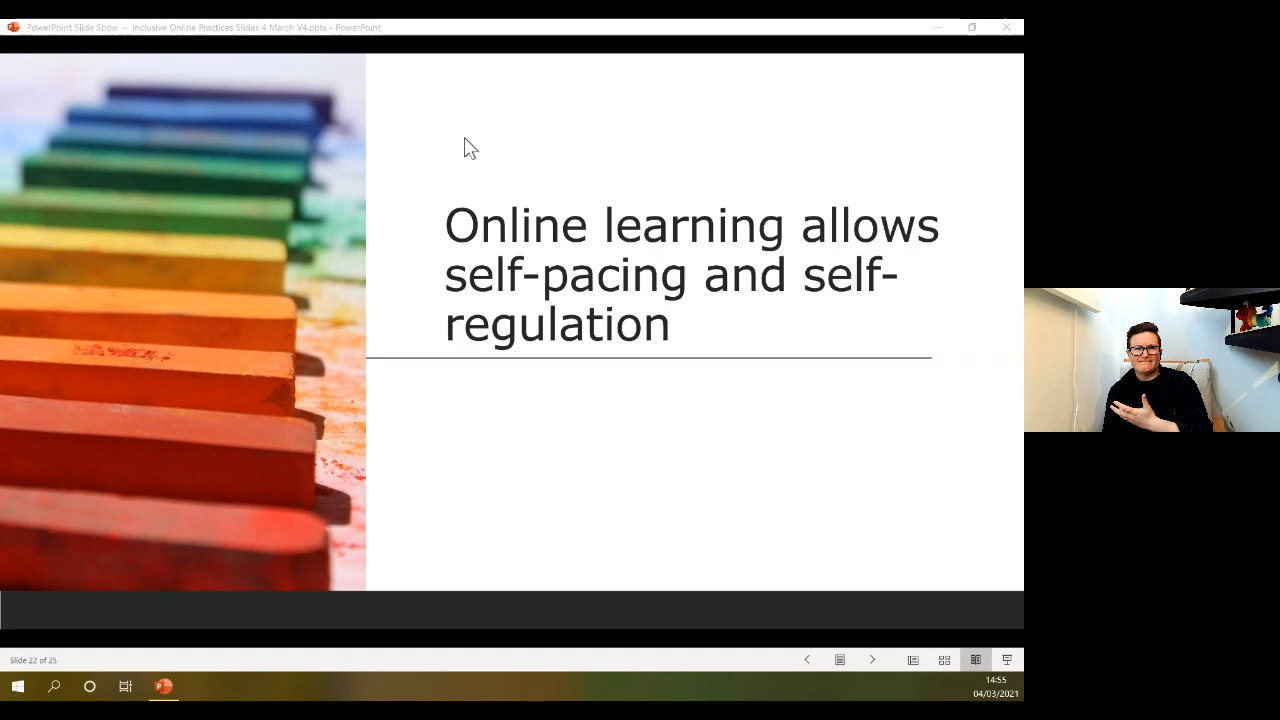 PowerPoint Slide Show - Inclusive Online Practices Slides 4 March V4.pptx - PowerPoint
Online learning allows
self-pacing and self-
regulation
Slide 22 of 25
14:55
04/03/2021